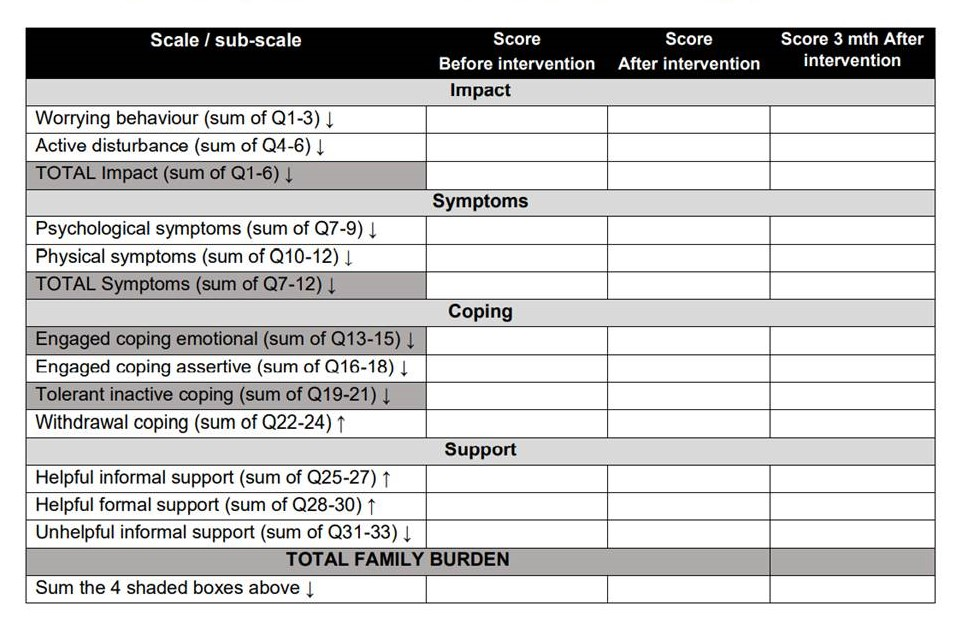 Scale / sub-scale
Score
Before intervention
Score
After intervention
Score 3 mth After
intervention
Impact
Worrying behaviour (sum of Q1-3) ↓
Active disturbance (sum of Q4-6) ↓
TOTAL Impact (sum of Q1-6) ↓
Symptoms
Psychological symptoms (sum of Q7-9) ↓
Physical symptoms (sum of Q10-12) ↓
TOTAL Symptoms (sum of Q7-12) ↓
Coping
Engaged coping emotional (sum of Q13-15) ↓
Engaged coping assertive (sum of Q16-18) ↓
Tolerant inactive coping (sum of Q19-21) ↓
Withdrawal coping (sum of Q22-24) ↑
Support
Helpful informal support (sum of Q25-27) ↑
Helpful formal support (sum of Q28-30) ↑
Unhelpful informal support (sum of Q31-33) ↓
TOTAL FAMILY BURDEN
Sum the 4 shaded boxes above ↓